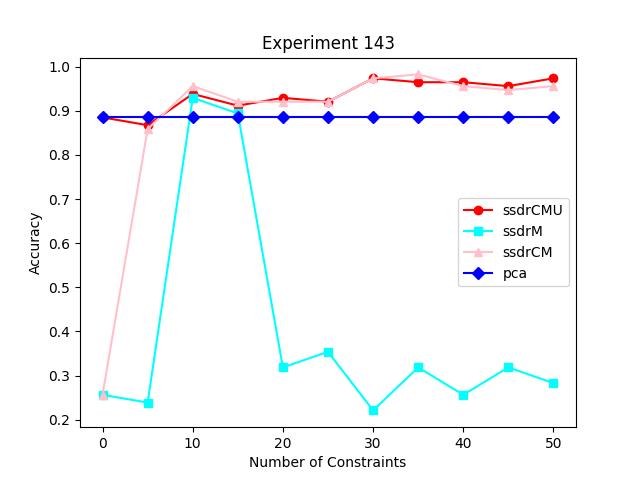 Experiment 143
Accuracy
1.0
0.9
0.8
0.7
0.6
0.5
0.4
0.3
0.2
ssdrCMU
ssdrM
ssdrCM
pca
0 10 20 30 40 50
Number of Constraints